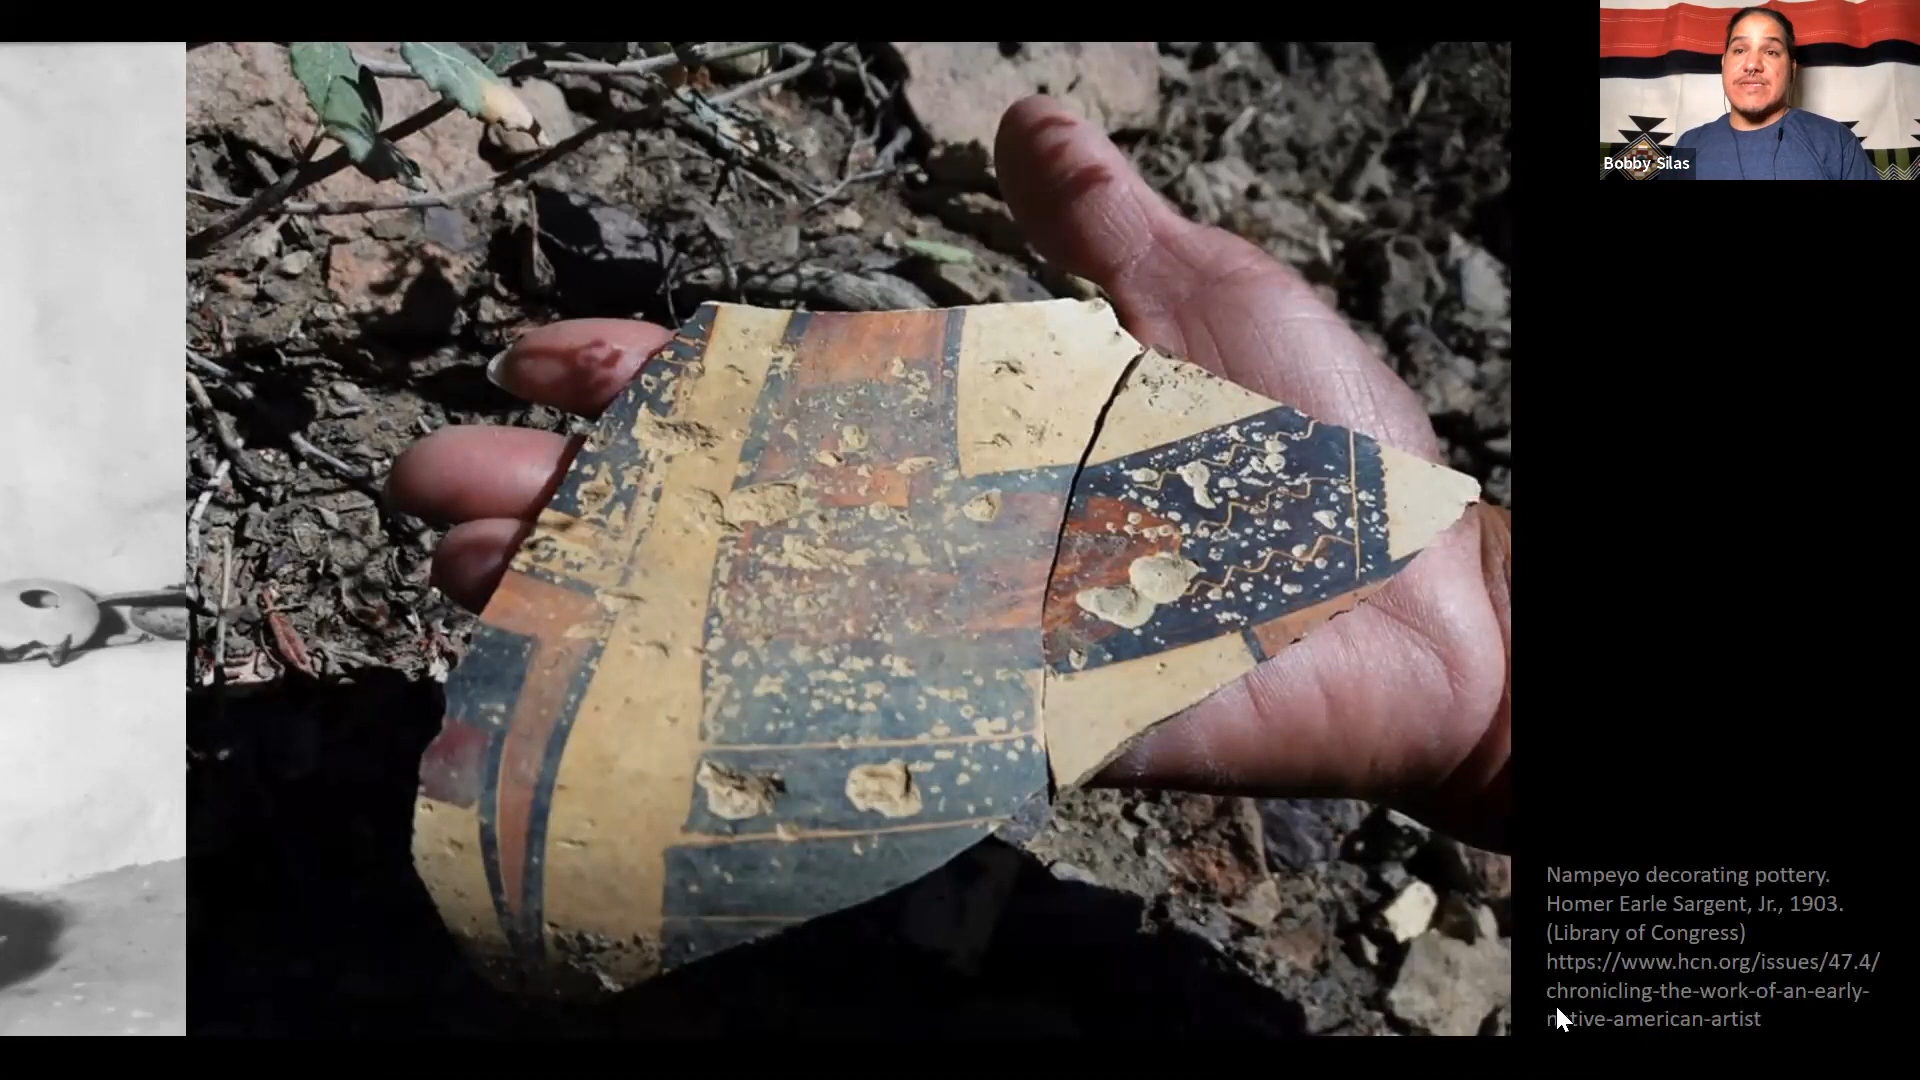 Bobby Silas
Nampeyo decorating pottery.
Homer Earle Sargent, Jr., 1903.
(Library of Congress)
https://www.hcn.org/issues/47.4/
chronicling-the-work-of-an-early-
native-american-artist